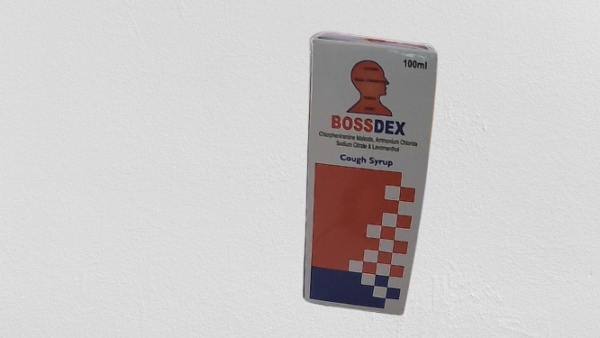 100ml
BOSSDEX
Chlorpheniramine Maleate, Ammonium Chloride
Sodium Citrate & Levomenthol
Cough Syrup